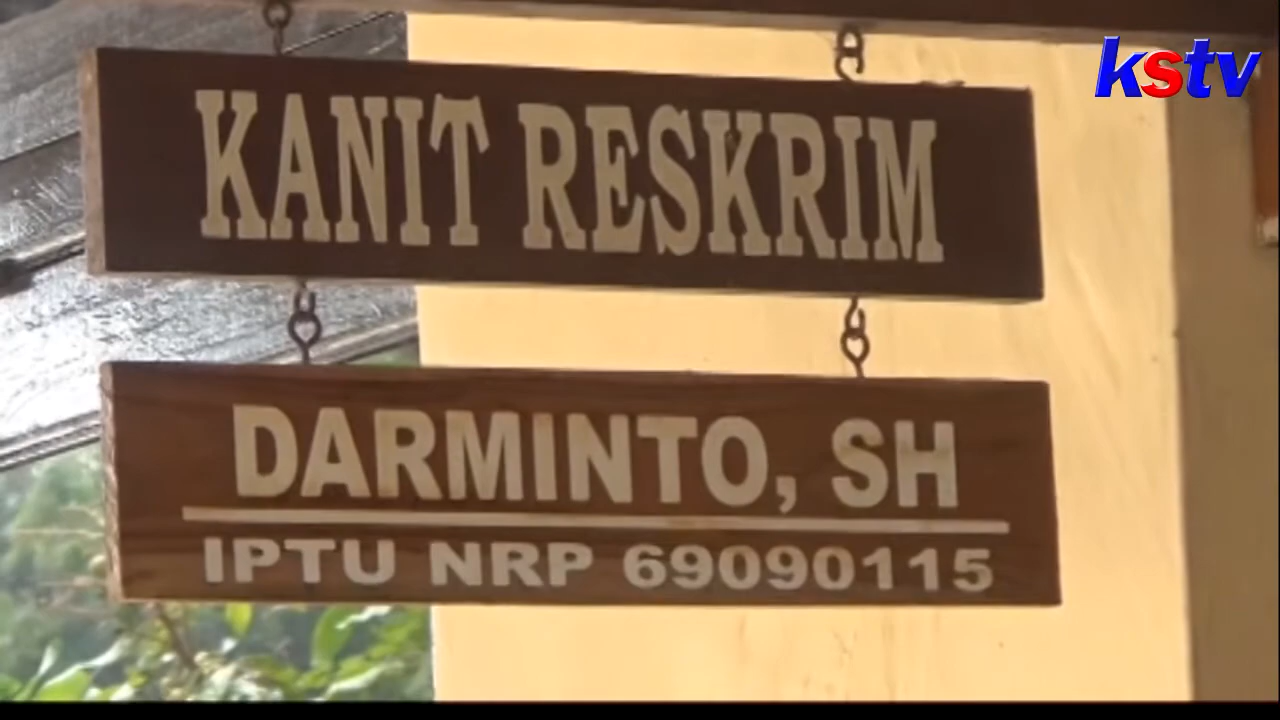 kstv
KANIT RESKRIM
DARMINTO, SH
IPTU NRP 69090115